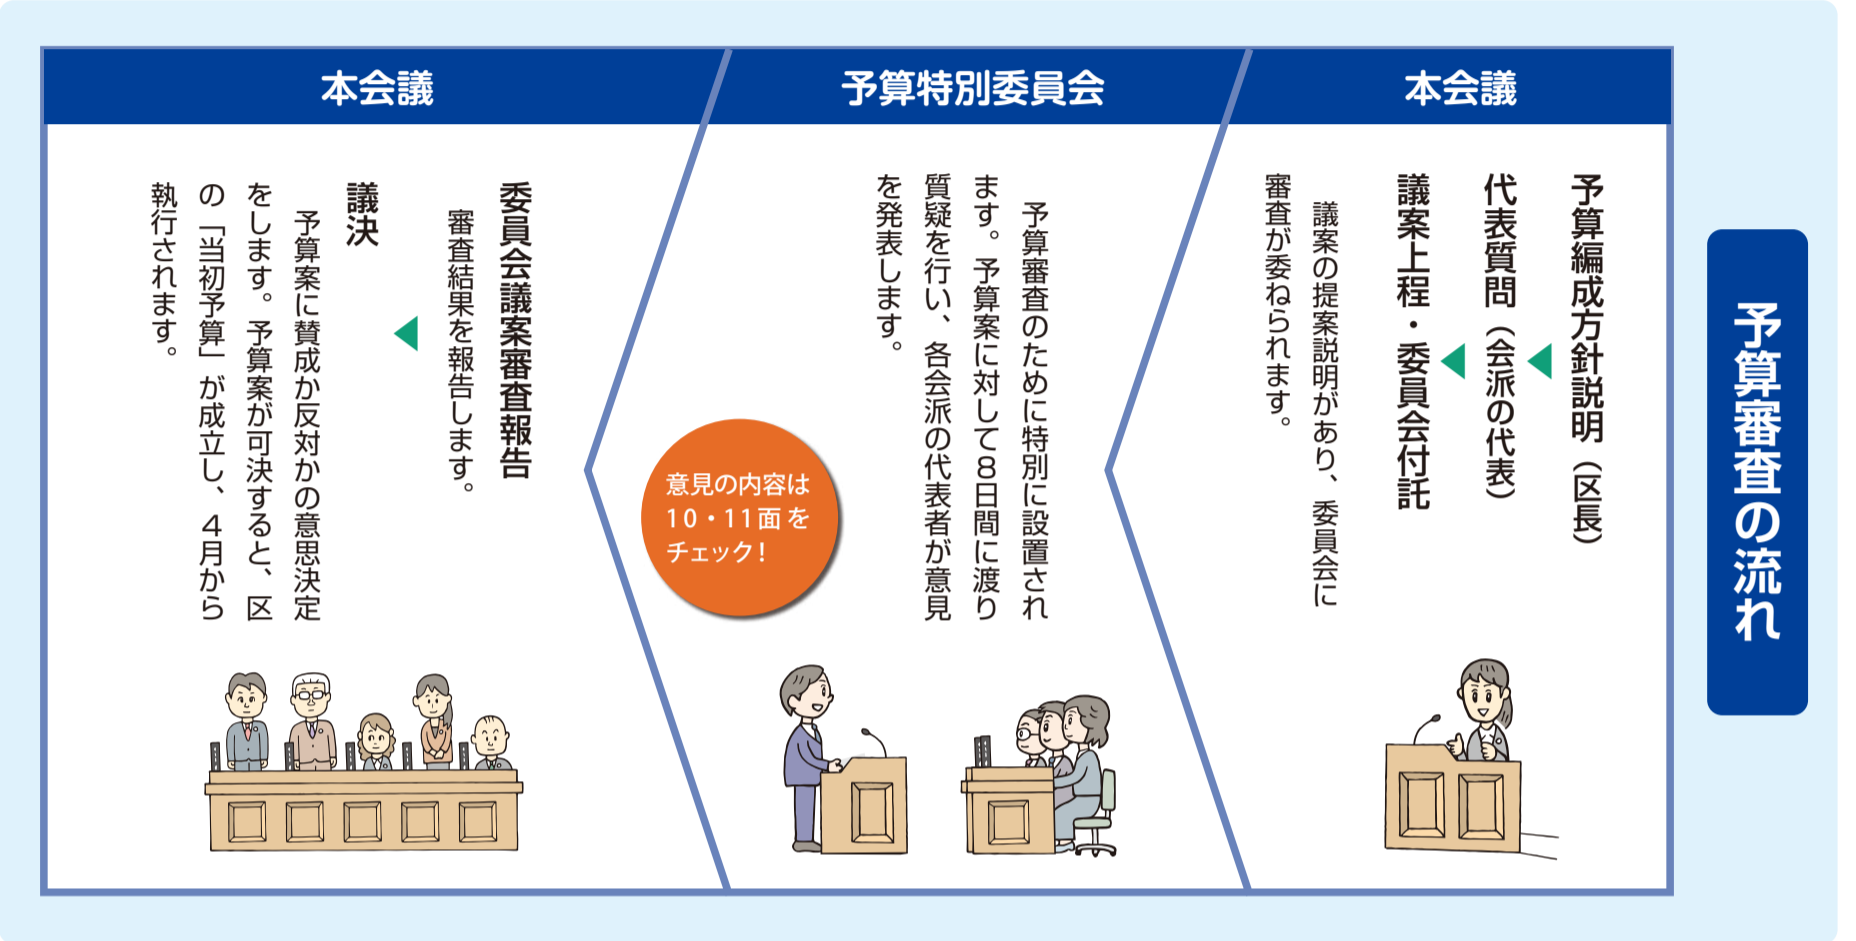 予算審査の流れ
本会議
予算編成方針説明（区長）
代表質問（会派の代表）
議案上程・委員会付託
議案の提案説明があり、委員会に
審査が委ねられます。
予算特別委員会
予算審査のために特別に設置され
ます。予算案に対して８日間に渡り
質疑を行い、各会派の代表者が意見
を発表します。
意見の内容は
10・11面を
チェック！
本会議
委員会議案審査報告
審査結果を報告します。
議決
予算案に賛成か反対かの意思決定
をします。予算案が可決すると、区
の「当初予算」が成立し、４月から
執行されます。